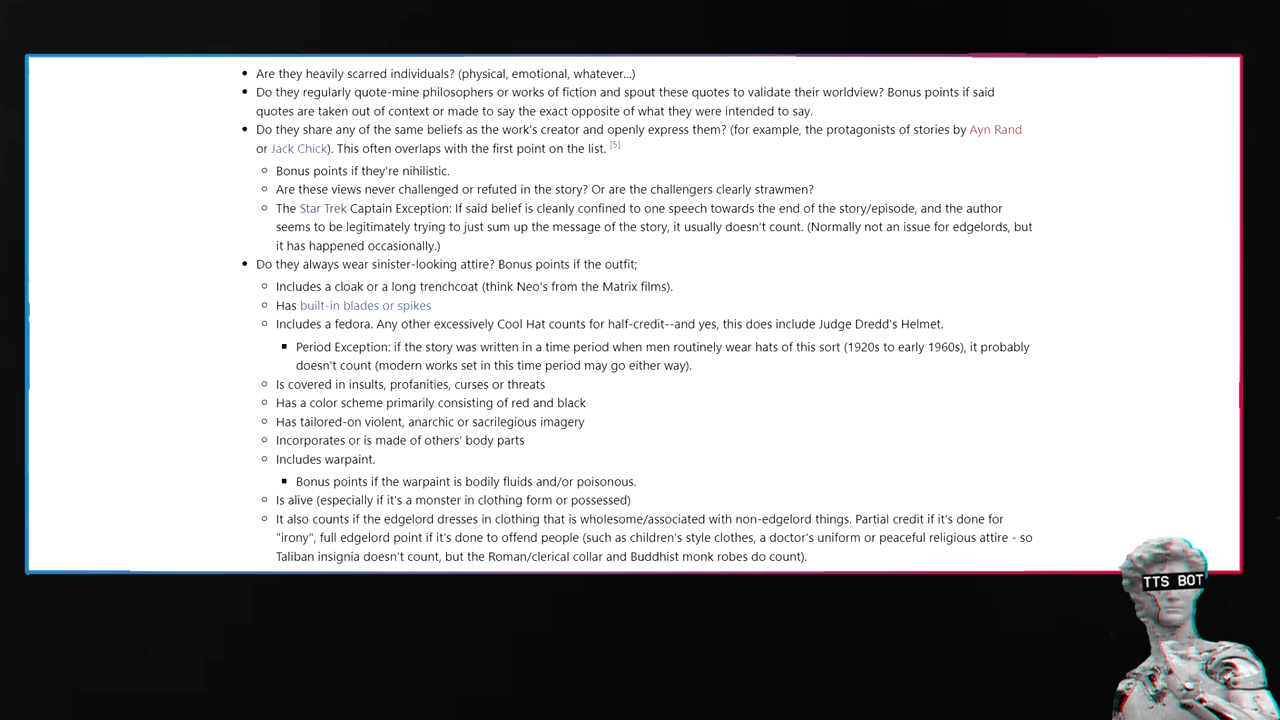 • Are they heavily scarred individuals? (physical, emotional, whatever...)
• Do they regularly quote-mine philosophers or works of fiction and spout these quotes to validate their worldview? Bonus points if said
quotes are taken out of context or made to say the exact opposite of what they were intended to say.
• Do they share any of the same beliefs as the work's creator and openly express them? (for example, the protagonists of stories by Ayn Rand
or Jack Chick). This often overlaps with the first point on the list. [5]
○ Bonus points if they're nihilistic.
○ Are these views never challenged or refuted in the story? Or are the challengers clearly strawmen?
○ The Star Trek Captain Exception: If said belief is cleanly confined to one speech towards the end of the story/episode, and the author
seems to be legitimately trying to just sum up the message of the story, it usually doesn't count. (Normally not an issue for edgelords, but
it has happened occasionally.)
• Do they always wear sinister-looking attire? Bonus points if the outfit;
○ Includes a cloak or a long trenchcoat (think Neo's from the Matrix films).
○ Has built-in blades or spikes
○ Includes a fedora. Any other excessively Cool Hat counts for half-credit--and yes, this does include Judge Dredd's Helmet.
▪ Period Exception: if the story was written in a time period when men routinely wear hats of this sort (1920s to early 1960s), it probably
doesn't count (modern works set in this time period may go either way).
○ Is covered in insults, profanities, curses or threats
○ Has a color scheme primarily consisting of red and black
○ Has tailored-on violent, anarchic or sacrilegious imagery
○ Incorporates or is made of others' body parts
○ Includes warpaint.
▪ Bonus points if the warpaint is bodily fluids and/or poisonous.
○ Is alive (especially if it's a monster in clothing form or possessed)
○ It also counts if the edgelord dresses in clothing that is wholesome/associated with non-edgelord things. Partial credit if it's done for
"irony", full edgelord point if it's done to offend people (such as children's style clothes, a doctor's uniform or peaceful religious attire - so
Taliban insignia doesn't count, but the Roman/clerical collar and Buddhist monk robes do count).
TTS BOT